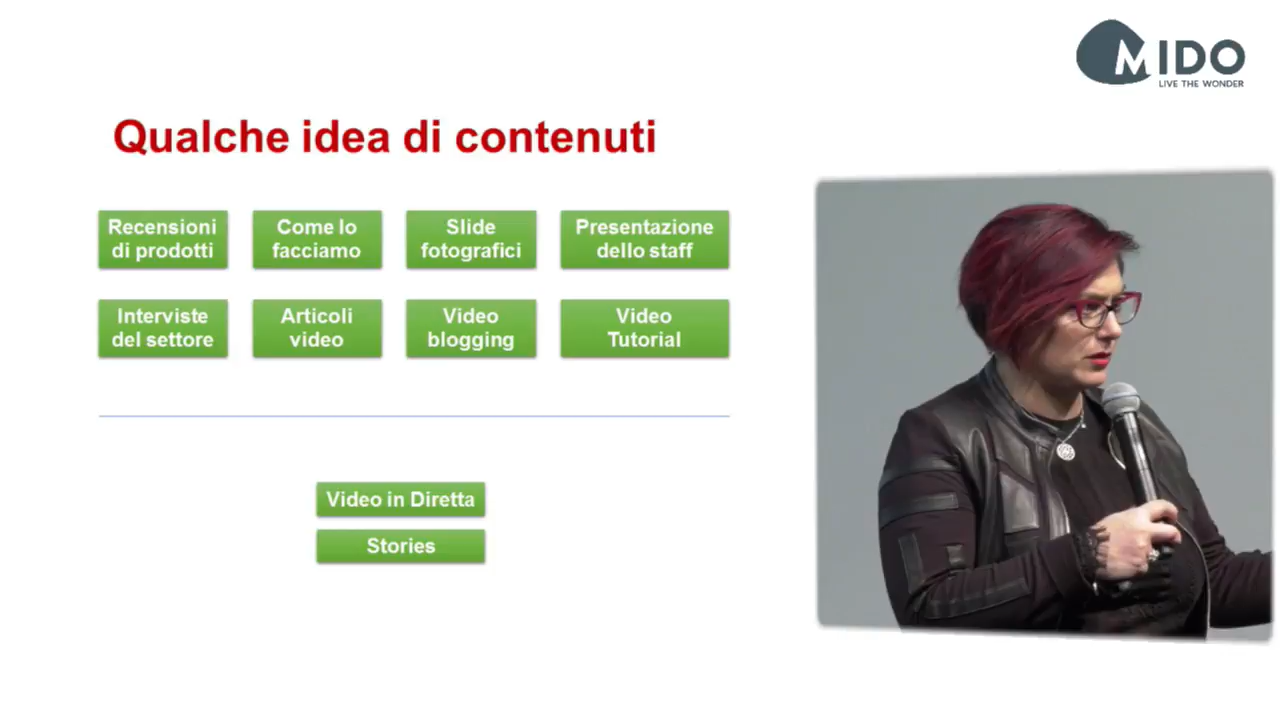 MIDO
LIVE THE WONDER
Qualche idea di contenuti
Recensioni
di prodotti
Come lo
facciamo
Slide
fotografici
Presentazione
dello staff
Interviste
del settore
Articoli
video
Video
blogging
Video
Tutorial
Video in Diretta
Stories